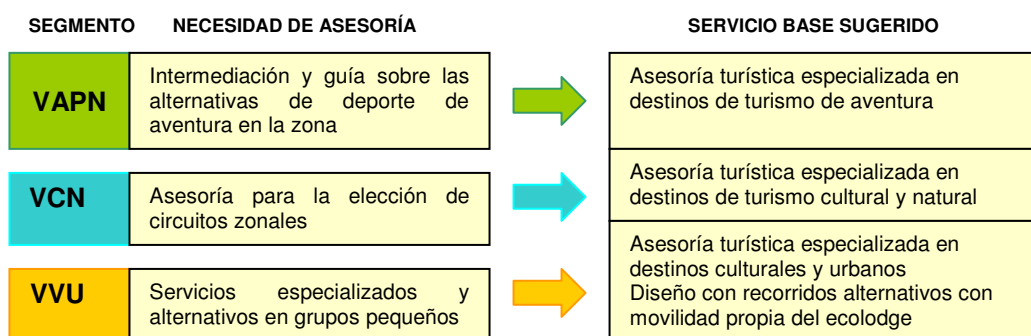 SEGMENTO NECESIDAD DE ASESORÍA SERVICIO BASE SUGERIDO
VAPN
Intermediación y guía sobre las
alternativas de deporte de
aventura en la zona
Asesoría turística especializada en
destinos de turismo de aventura
VCN
Asesoría para la elección de
circuitos zonales
Asesoría turística especializada en
destinos de turismo cultural y natural
VVU
Servicios especializados y
alternativos en grupos pequeños
Asesoría turística especializada en
destinos culturales y urbanos
Diseño con recorridos alternativos con
movilidad propia del ecolodge